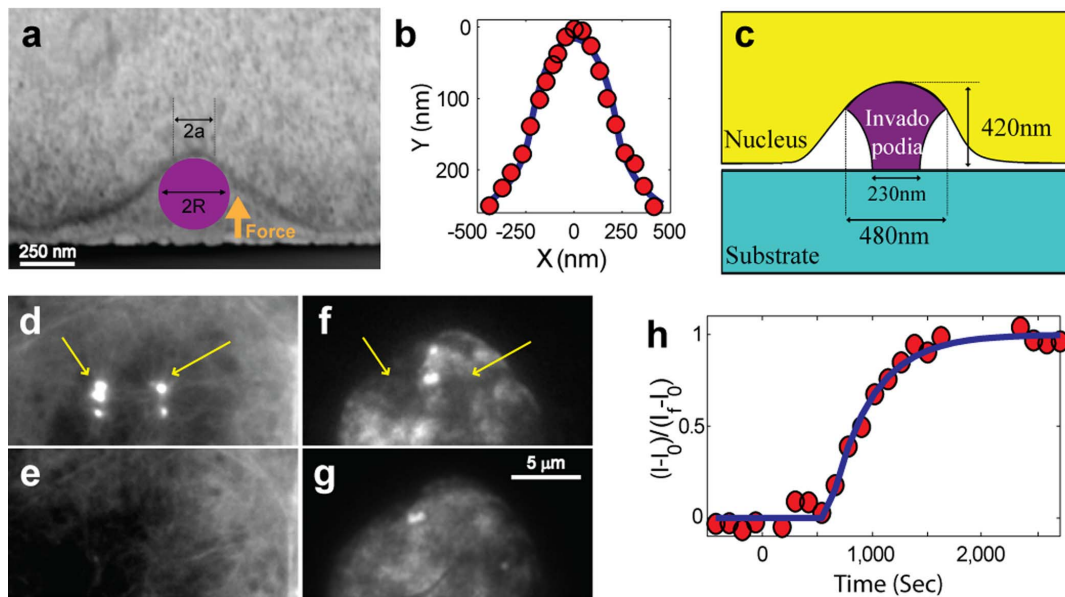 a
2a
2R
Force
250 nm
b
Y (nm)
0
100
200
-500
-250
0
250
500
X (nm)
c
Nucleus
Invado
podia
420nm
230nm
480nm
Substrate
d
e
f
g
5 μm
h
(I-I0)/(If-I0)
1
0.5
0
0
1,000
2,000
Time (Sec)